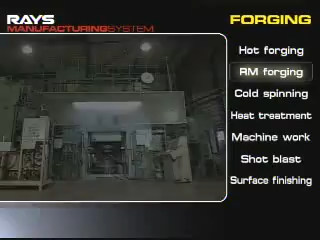 RAYS
MANUFACTURINGSYSTEM
FORGING
Hot forging
RM forging
Cold spinning
Heat treatment
Machine work
Shot blast
Surface finishing